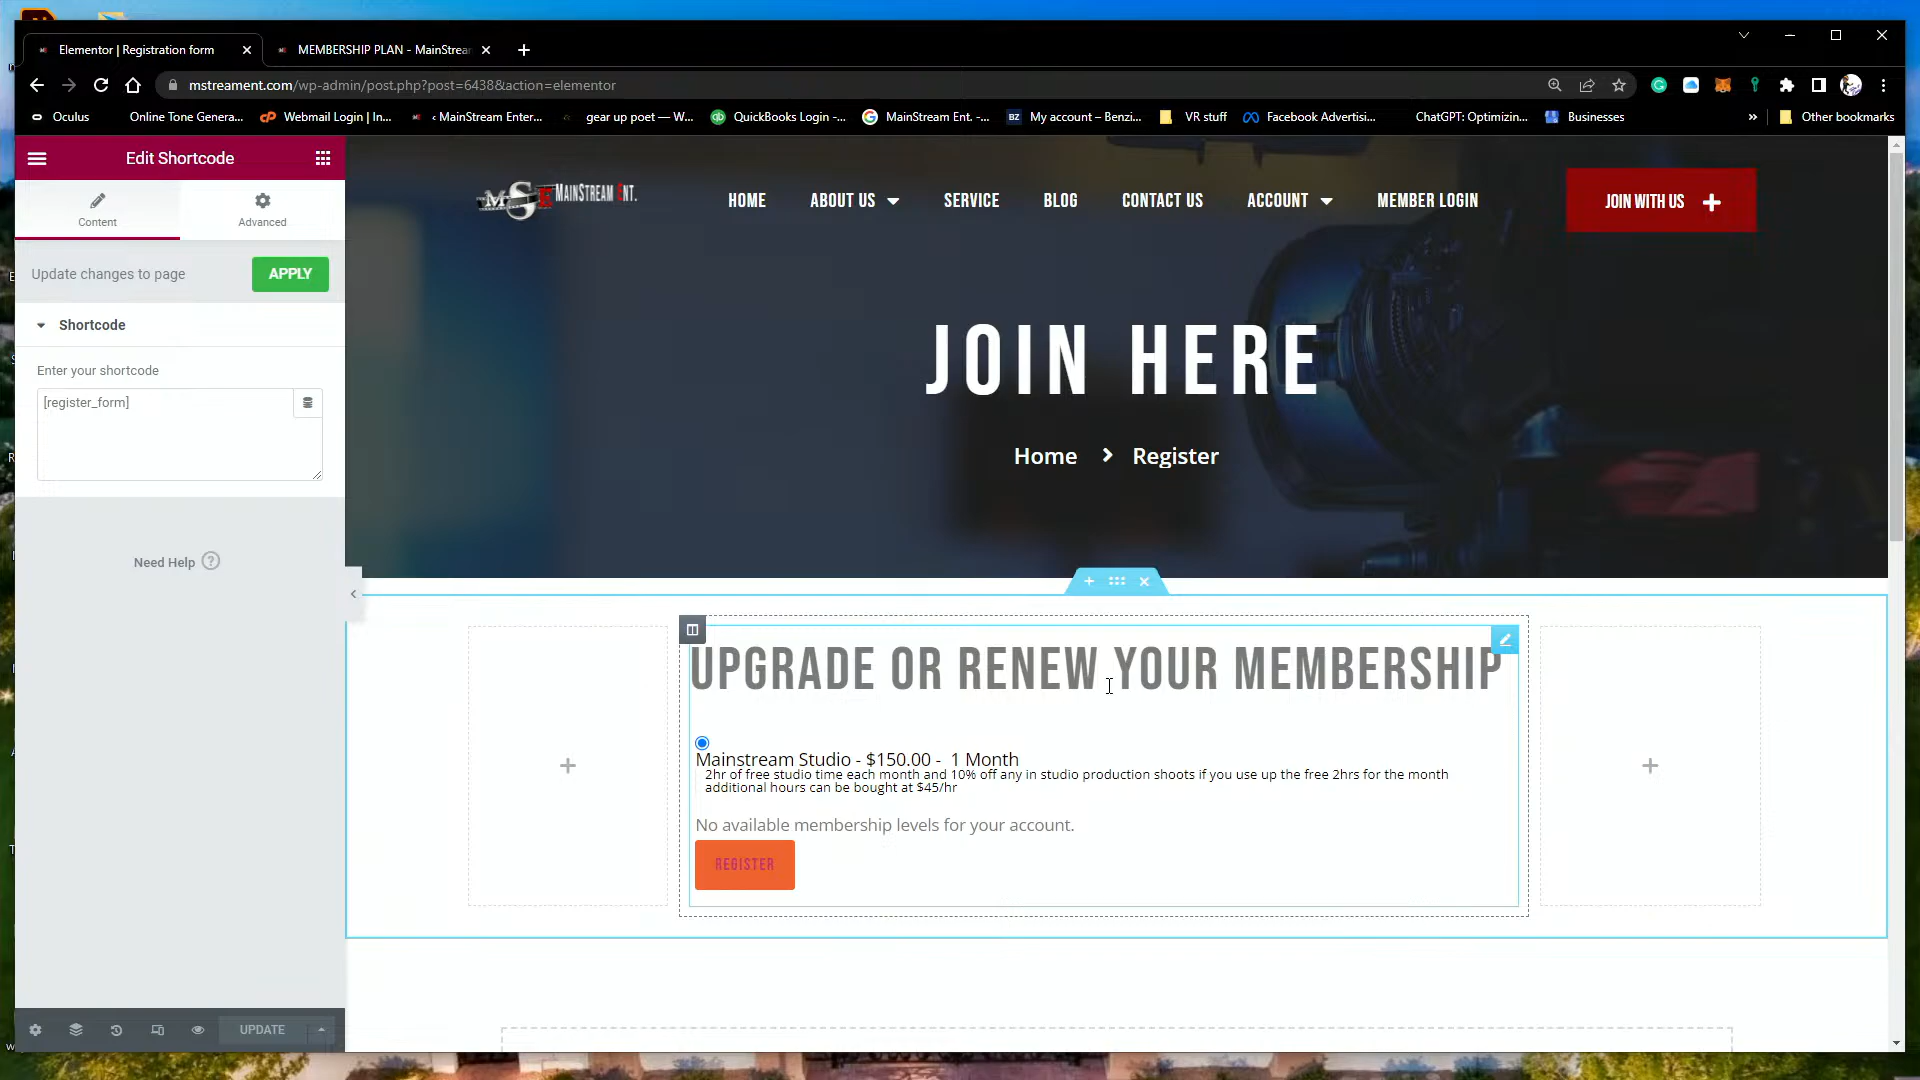 Elementor | Registration form
MEMBERSHIP PLAN - MainStrea
mstreament.com/wp-admin/post.php?post=6438&action=elementor
Oculus
Online Tone Genera...
Webmail Login | In...
‹ MainStream Enter...
gear up poet — W...
QuickBooks Login -...
MainStream Ent. -...
My account – Benzi...
VR stuff
Facebook Advertisi...
ChatGPT: Optimizin...
Businesses
Other bookmarks
Edit Shortcode
Content
Advanced
Update changes to page
APPLY
Shortcode
Enter your shortcode
[register_form]
Need Help
UPDATE
MAINSTREAM ENT.
HOME
ABOUT US
SERVICE
BLOG
CONTACT US
ACCOUNT
MEMBER LOGIN
JOIN WITH US
JOIN HERE
Home
Register
UPGRADE OR RENEW YOUR MEMBERSHIP
Mainstream Studio - $150.00 - 1 Month
2hr of free studio time each month and 10% off any in studio production shoots if you use up the free 2hrs for the month
additional hours can be bought at $45/hr
No available membership levels for your account.
REGISTER